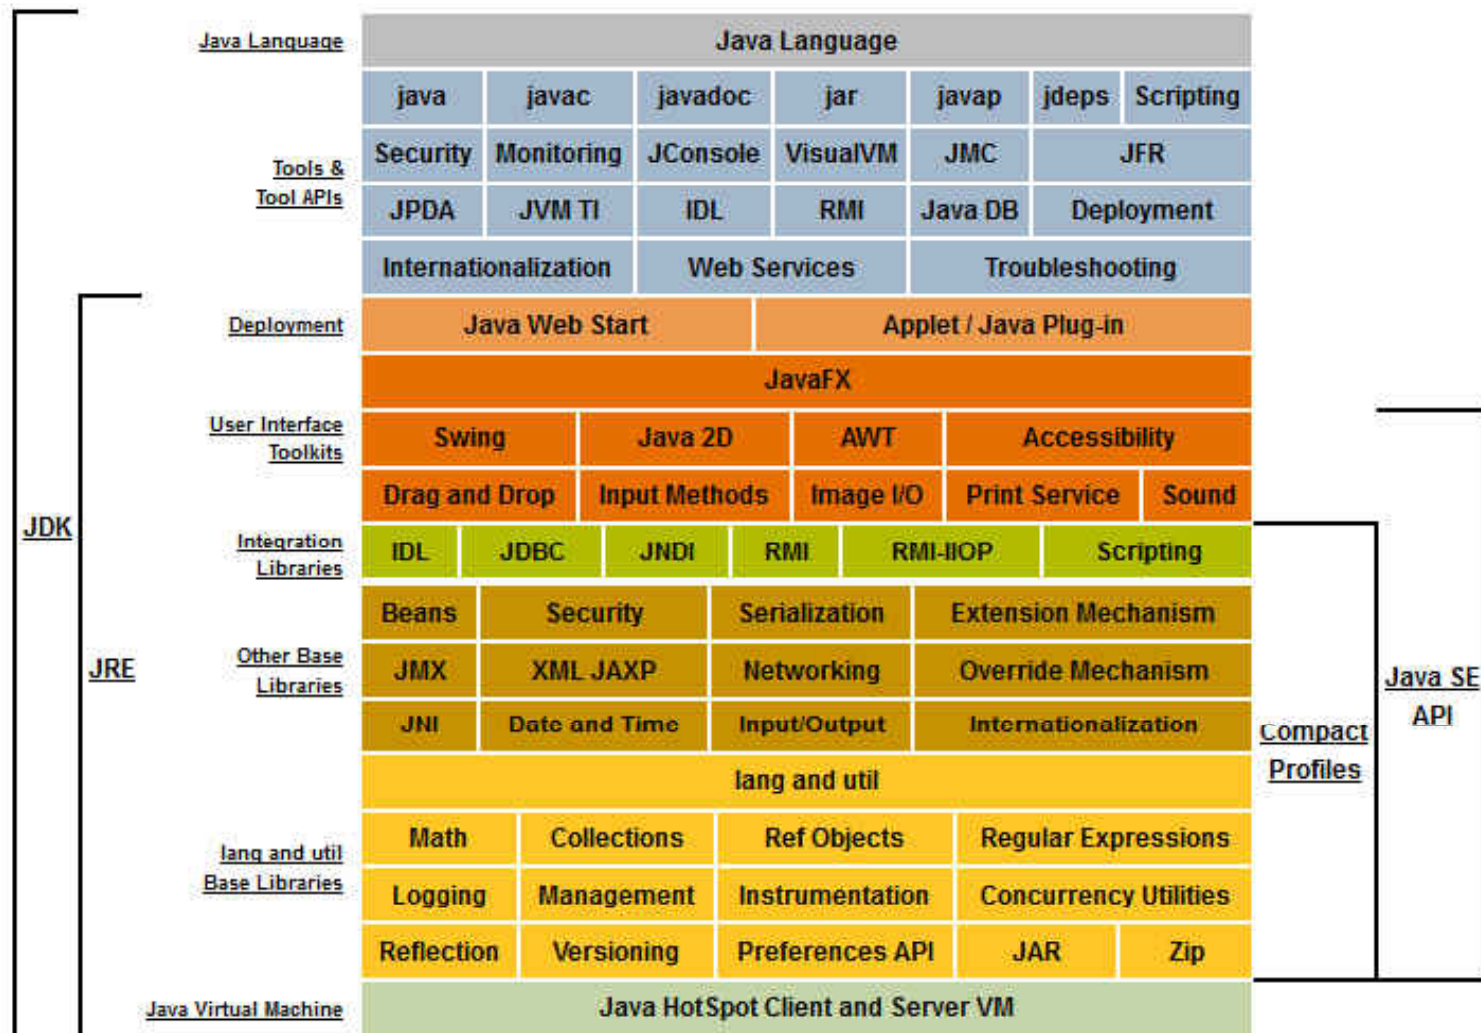 Java Language
Java Language
java javac javadoc jar javap jdeps Scripting
Security Monitoring JConsole VisualVM JMC JFR
Tools &
Tool APIs
JPDA JVM TI IDL RMI Java DB Deployment
Internationalization Web Services Troubleshooting
Deployment
Java Web Start Applet / Java Plug-in
JavaFX
User Interface
Toolkits
Swing Java 2D AWT Accessibility
Drag and Drop Input Methods Image I/O Print Service Sound
JDK
Integration
Libraries
IDL JDBC JNDI RMI RMI-IIOP Scripting
Beans Security Serialization Extension Mechanism
JRE
Other Base
Libraries
JMX XML JAXP Networking Override Mechanism
Java SE
API
JNI Date and Time Input/Output Internationalization
Compact
Profiles
lang and util
Math Collections Ref Objects Regular Expressions
lang and util
Base Libraries
Logging Management Instrumentation Concurrency Utilities
Reflection Versioning Preferences API JAR Zip
Java Virtual Machine
Java HotSpot Client and Server VM